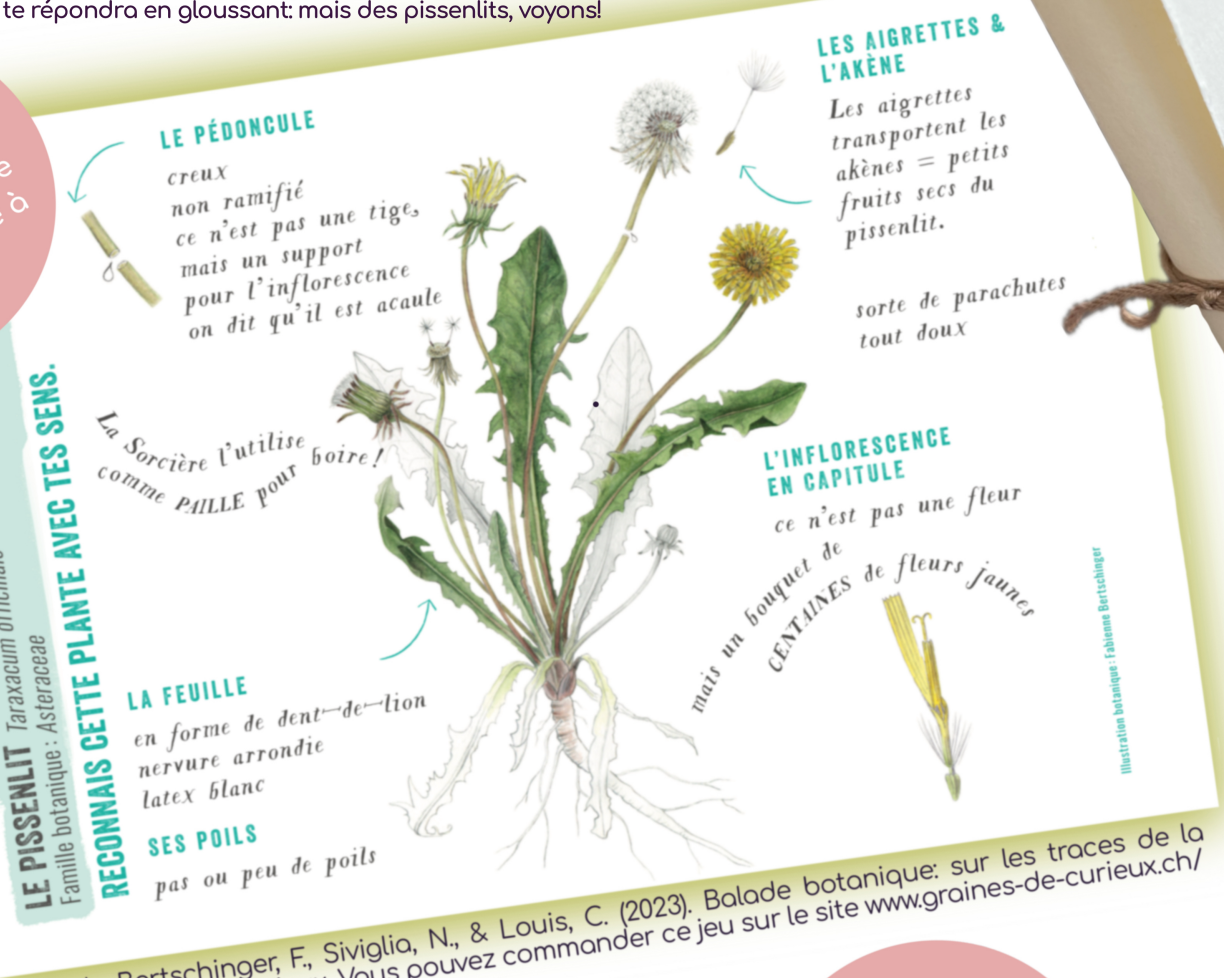 te répondra en gloussant: mais des pissenlits, voyons!
LE PÉDONCULE
creux
non ramifié
ce n'est pas une tige,
mais un support
pour l'inflorescence
on dit qu'il est acaule
LES AIGRETTES &
L'AKÈNE
Les aigrettes
transportent les
akènes = petits
fruits secs du
pissenlit.
sorte de parachutes
tout doux
La Sorcière l'utilise
comme PAILLE pour boire!
L'INFLORESCENCE
EN CAPITULE
ce n'est pas une fleur
mais un bouquet de
CENTAINES de fleurs jaunes
LA FEUILLE
en forme de dent-de-lion
nervure arrondie
latex blanc
SES POILS
pas ou peu de poils
LE PISSENLIT Taraxacum officinale
Famille botanique : Asteraceae
RECONNAIS CETTE PLANTE AVEC TES SENS.
Illustration botanique : Fabienne Bertschinger
Bertschinger, F., Siviglia, N., & Louis, C. (2023). Balade botanique: sur les traces de la
Vous pouvez commander ce jeu sur le site www.graines-de-curieux.ch/